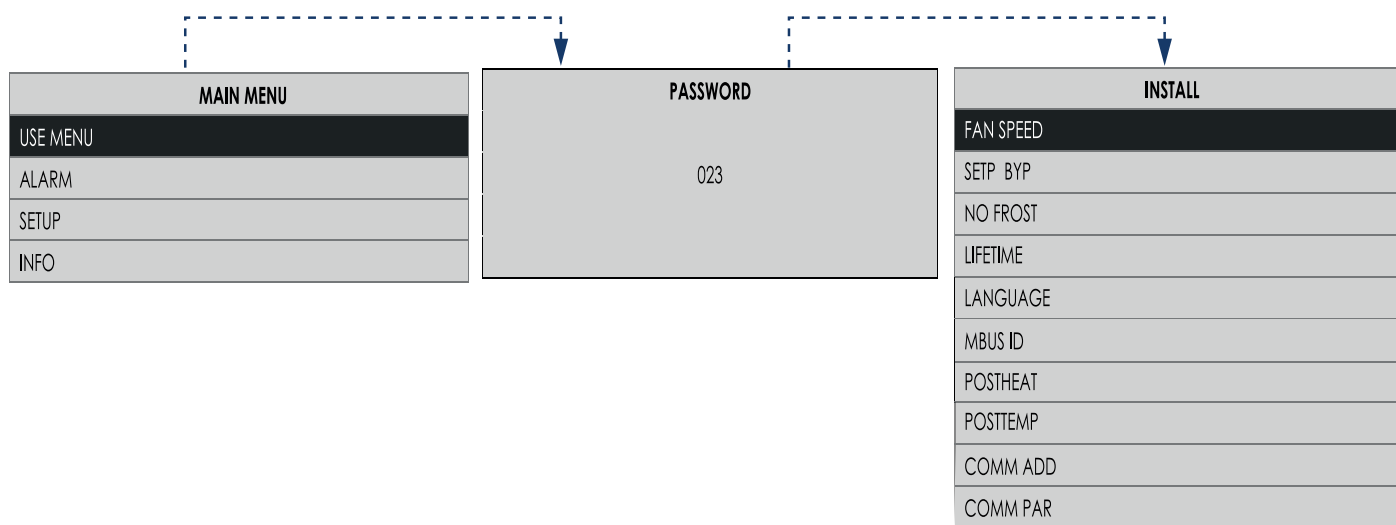 MAIN MENU
USE MENU
ALARM
SETUP
INFO
PASSWORD
023
INSTALL
FAN SPEED
SETP BYP
NO FROST
LIFETIME
LANGUAGE
MBUS ID
POSTHEAT
POSTTEMP
COMM ADD
COMM PAR